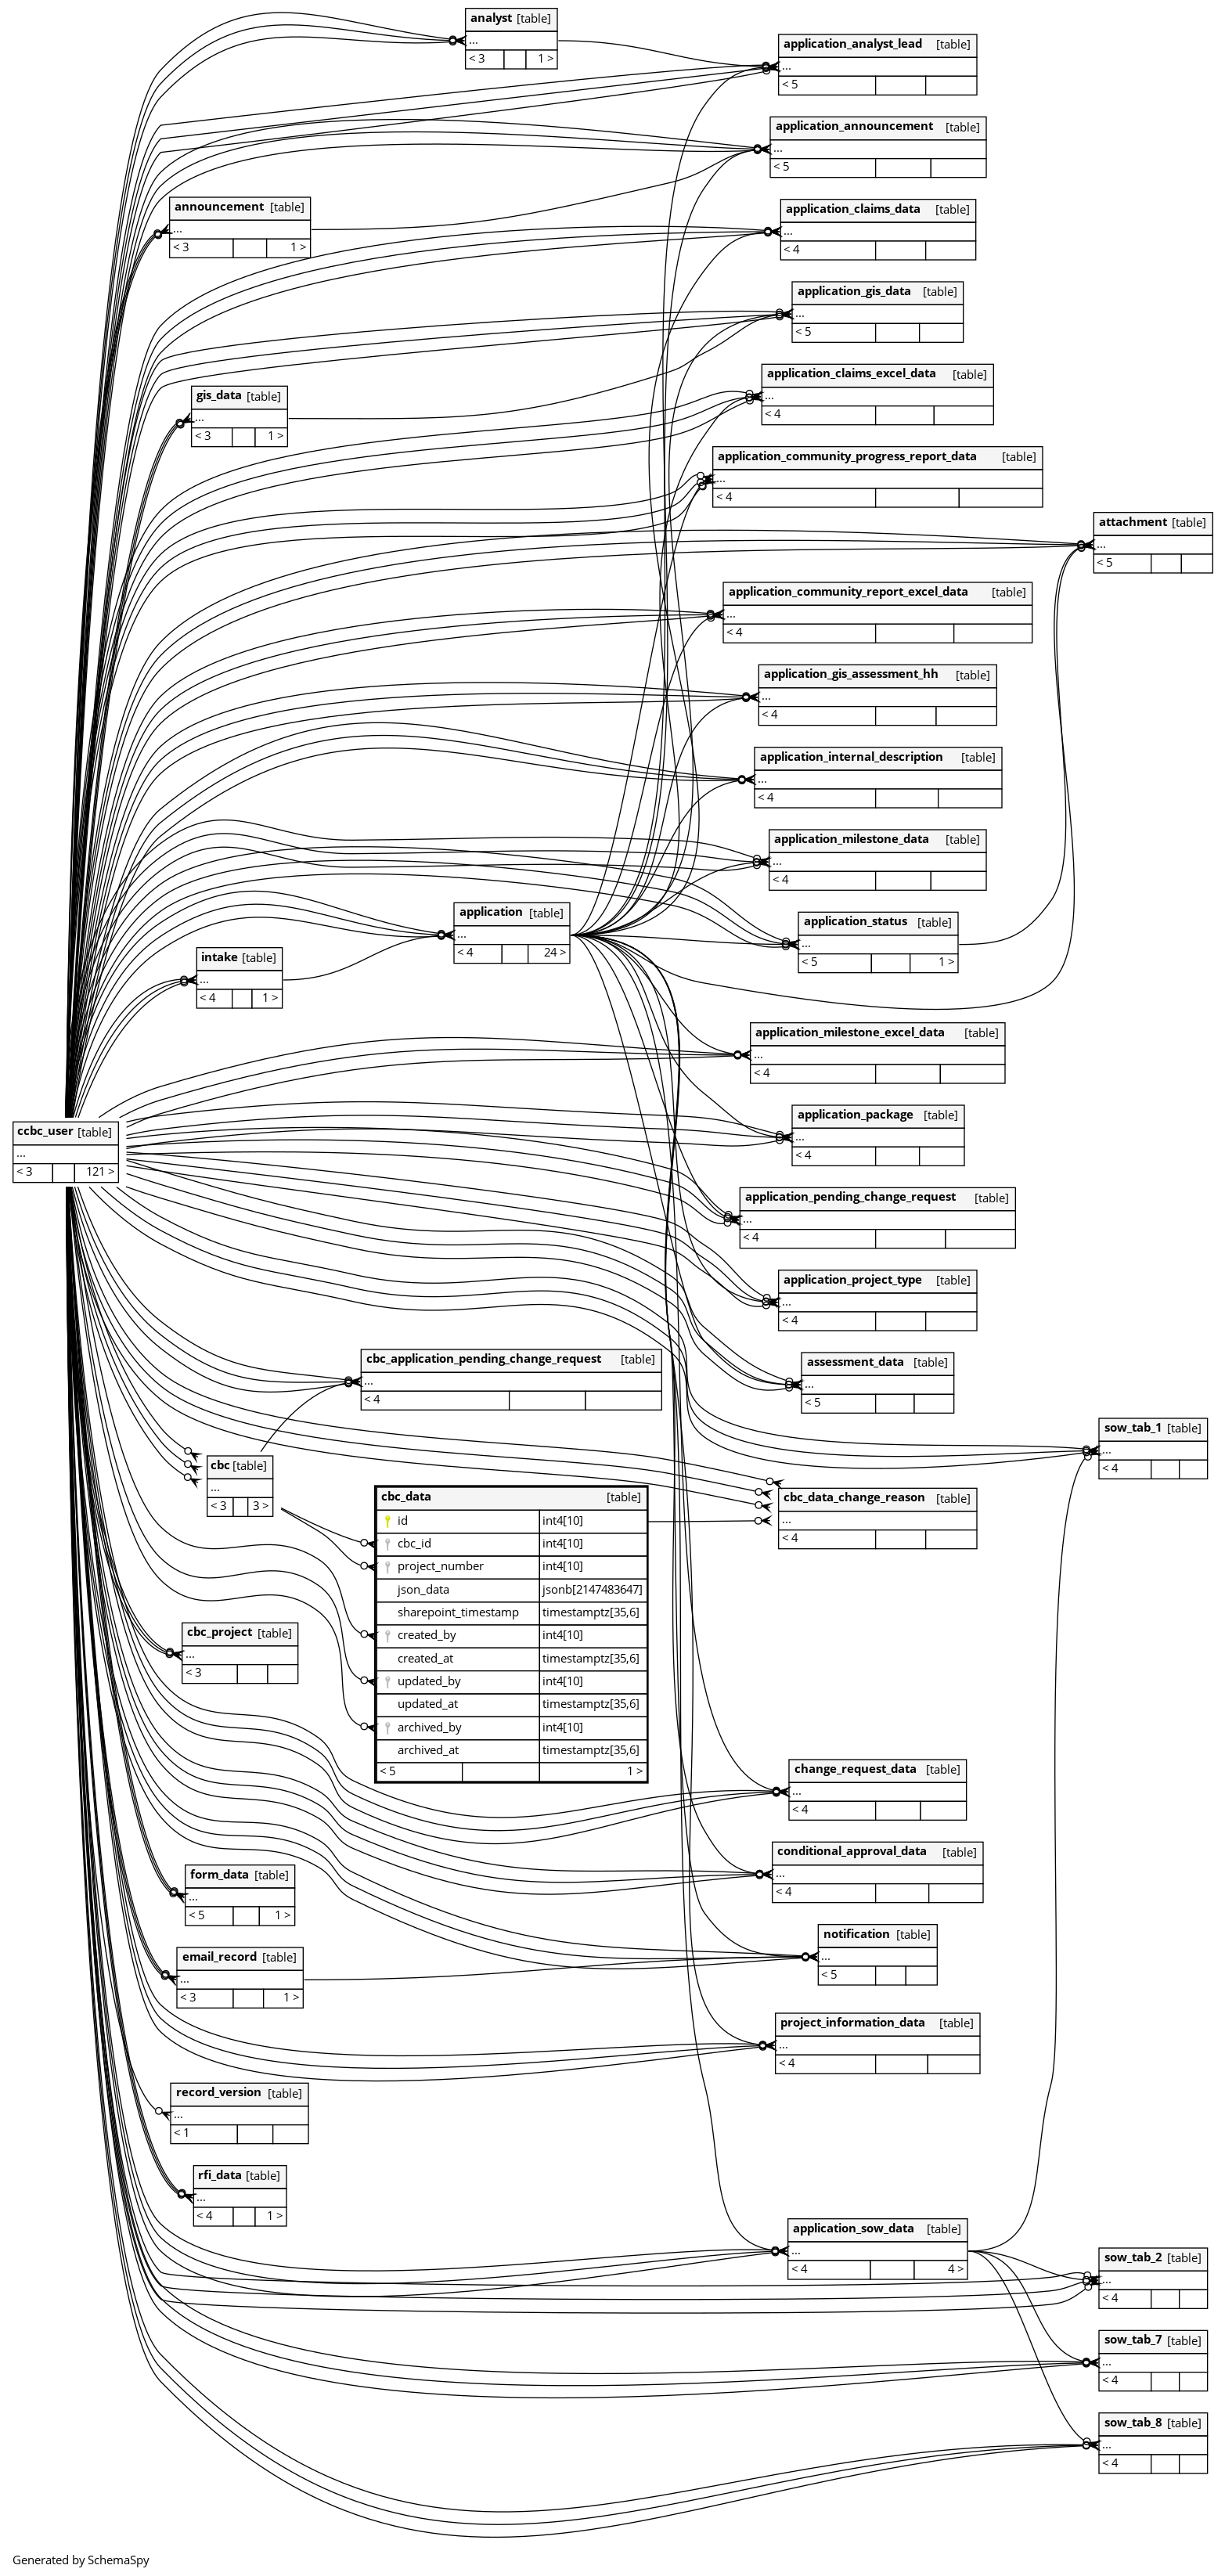 analyst [table]
...
< 3 1 >
application_analyst_lead [table]
...
< 5
application_announcement [table]
...
< 5
announcement [table]
...
< 3 1 >
application_claims_data [table]
...
< 4
application_gis_data [table]
...
< 5
application_claims_excel_data [table]
...
< 4
gis_data [table]
...
< 3 1 >
application_community_progress_report_data [table]
...
< 4
attachment [table]
...
< 5
application_community_report_excel_data [table]
...
< 4
application_gis_assessment_hh [table]
...
< 4
application_internal_description [table]
...
< 4
application_milestone_data [table]
...
< 4
application [table]
...
< 4 24 >
application_status [table]
...
< 5 1 >
intake [table]
...
< 4 1 >
application_milestone_excel_data [table]
...
< 4
application_package [table]
...
< 4
ccbc_user [table]
...
< 3 121 >
application_pending_change_request [table]
...
< 4
application_project_type [table]
...
< 4
cbc_application_pending_change_request [table]
...
< 4
assessment_data [table]
...
< 5
sow_tab_1 [table]
...
< 4
cbc [table]
...
< 3 3 >
cbc_data [table]
id int4[10]
cbc_id int4[10]
project_number int4[10]
json_data jsonb[2147483647]
sharepoint_timestamp timestamptz[35,6]
created_by int4[10]
created_at timestamptz[35,6]
updated_by int4[10]
updated_at timestamptz[35,6]
archived_by int4[10]
archived_at timestamptz[35,6]
< 5 1 >
cbc_data_change_reason [table]
...
< 4
cbc_project [table]
...
< 3
change_request_data [table]
...
< 4
conditional_approval_data [table]
...
< 4
form_data [table]
...
< 5 1 >
notification [table]
...
< 5
email_record [table]
...
< 3 1 >
project_information_data [table]
...
< 4
record_version [table]
...
< 1
rfi_data [table]
...
< 4 1 >
application_sow_data [table]
...
< 4 4 >
sow_tab_2 [table]
...
< 4
sow_tab_7 [table]
...
< 4
sow_tab_8 [table]
...
< 4
Generated by SchemaSpy